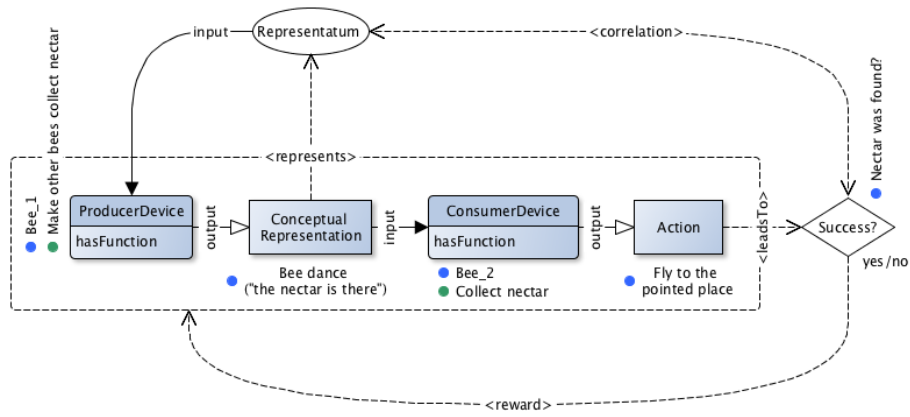 input
Representatum
<correlation>
Nectar was found?
Bee_1
Make other bees collect nectar
<represents>
ProducerDevice
hasFunction
output
Conceptual
Representation
input
ConsumerDevice
hasFunction
output
Action
<leadsTo>
Success?
yes/no
Bee dance
("the nectar is there")
Bee_2
Collect nectar
Fly to the
pointed place
<reward>